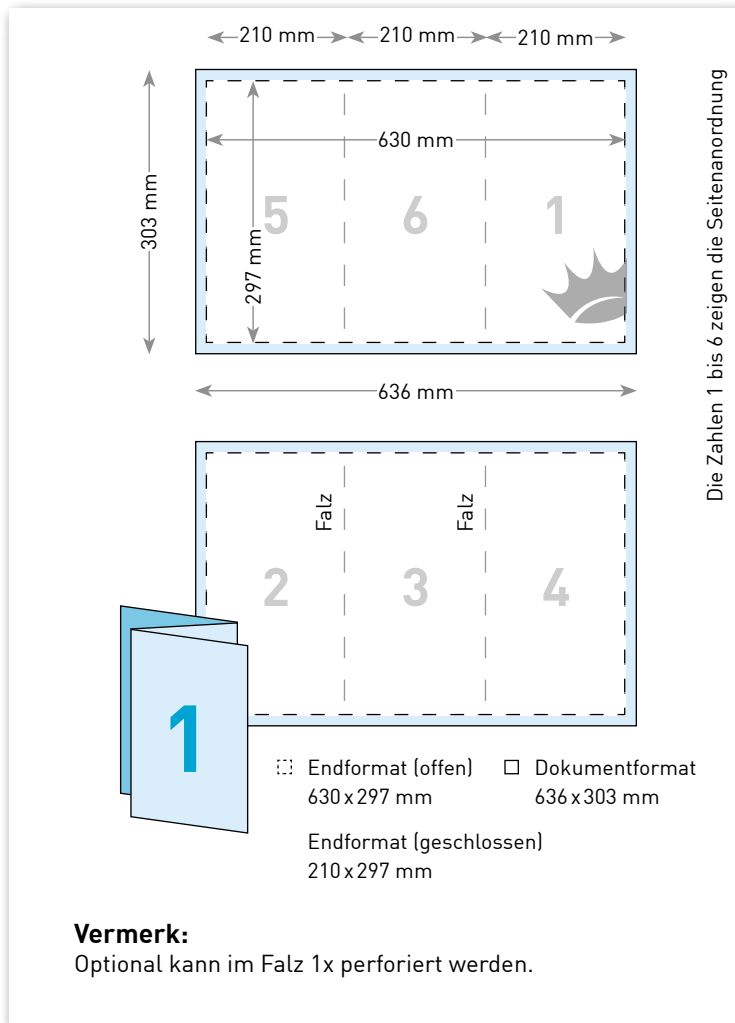 210 mm 210 mm 210 mm
630 mm
303 mm
297 mm
5 6 1
636 mm
Die Zahlen 1 bis 6 zeigen die Seitenanordnung
Falz Falz
2 3 4
1
Endformat (offen)
630 x 297 mm
Dokumentformat
636 x 303 mm
Endformat (geschlossen)
210 x 297 mm
Vermerk:
Optional kann im Falz 1x perforiert werden.